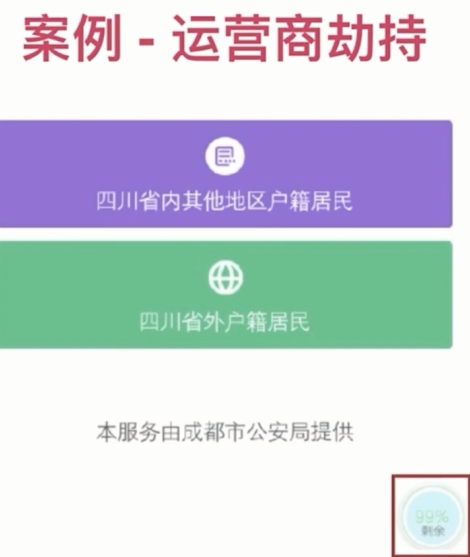 案例 - 运营商劫持
四川省内其他地区户籍居民
四川省外户籍居民
本服务由成都市公安局提供
99%
剩余